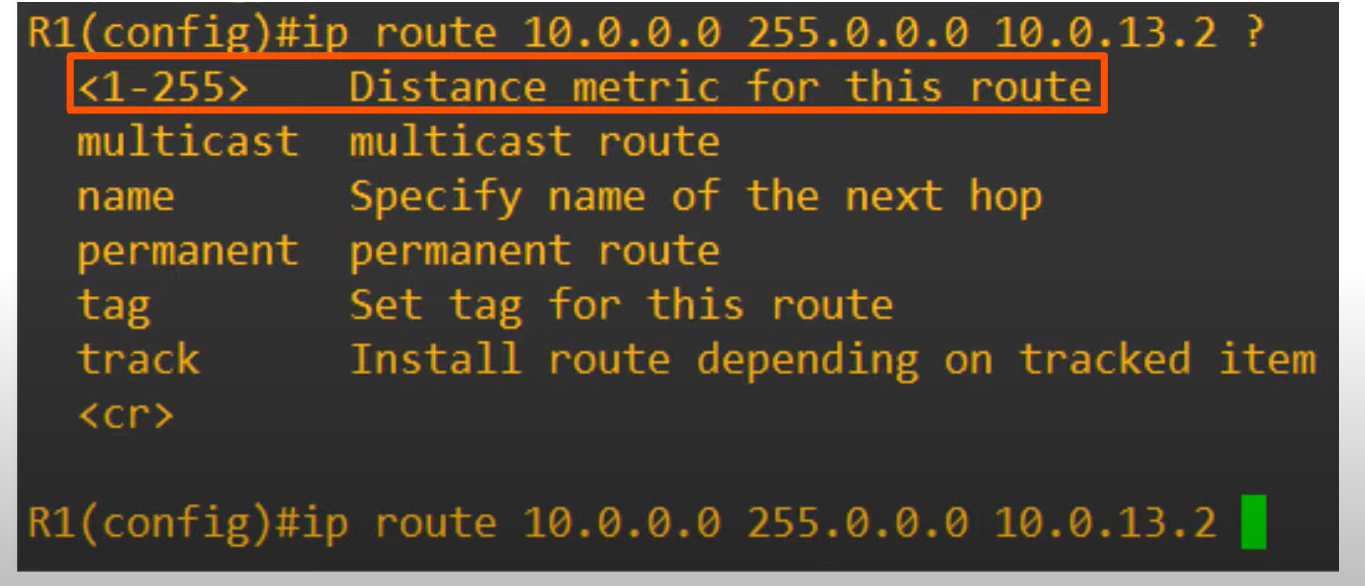 R1(config)#ip route 10.0.0.0 255.0.0.0 10.0.13.2 ?
<1-255> Distance metric for this route
multicast multicast route
name Specify name of the next hop
permanent permanent route
tag Set tag for this route
track Install route depending on tracked item
<cr>
R1(config)#ip route 10.0.0.0 255.0.0.0 10.0.13.2